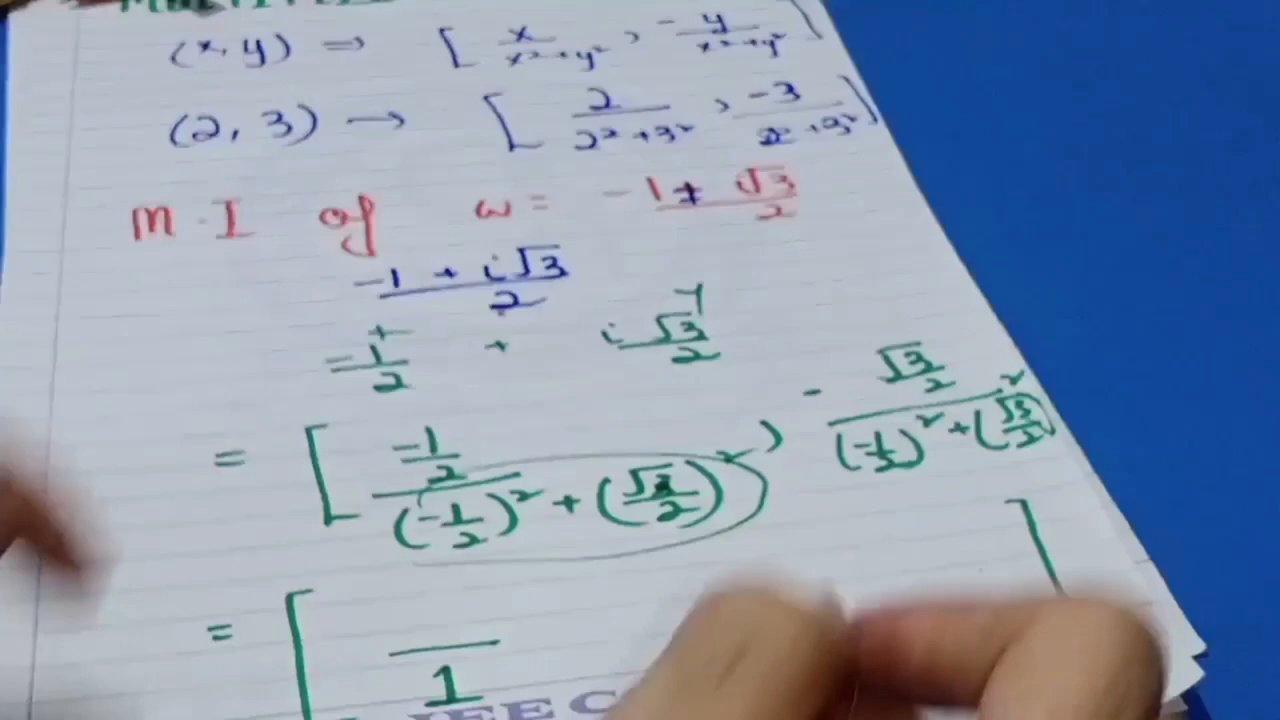 (x, y) ⇒ [ x/(x²+y²) , -y/(x²+y²) ]
(2, 3) → [ 2/(2²+3²) , -3/(2²+3²) ]
M.I of ω = (-1 + √3)/2
(-1 + i√3)/2
-1/2 + i √3/2
= [ (-1/2)/((-1/2)²+(√3/2)²) , -(√3/2)/((-1/2)²+(√3/2)²)
= [ /1 ]